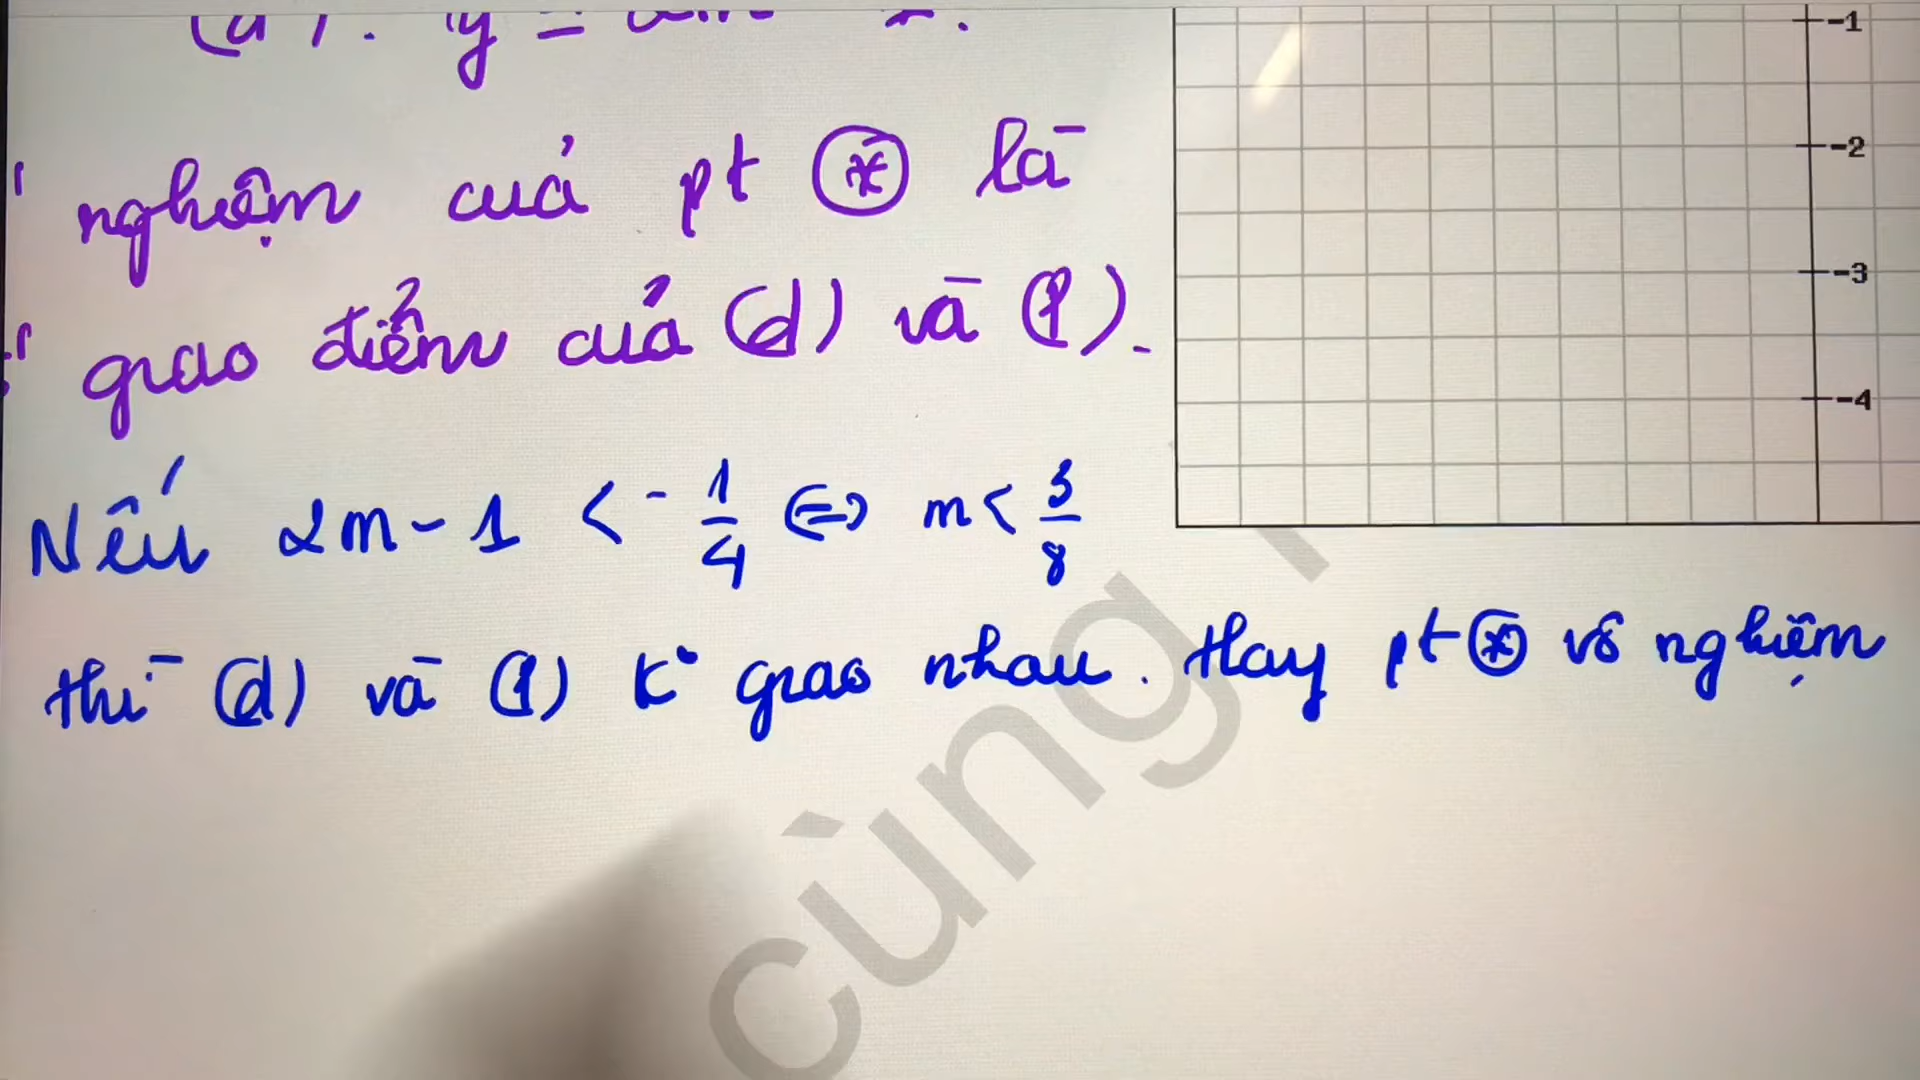 -1
-2
nghiệm của pt (*) là
-3
giao điểm của (d) và (P).
-4
Nếu 2m - 1 < - 1/4 ⇔ m < 3/8
thì (d) và (P) k° giao nhau. Hay pt (*) vô nghiệm
cùng